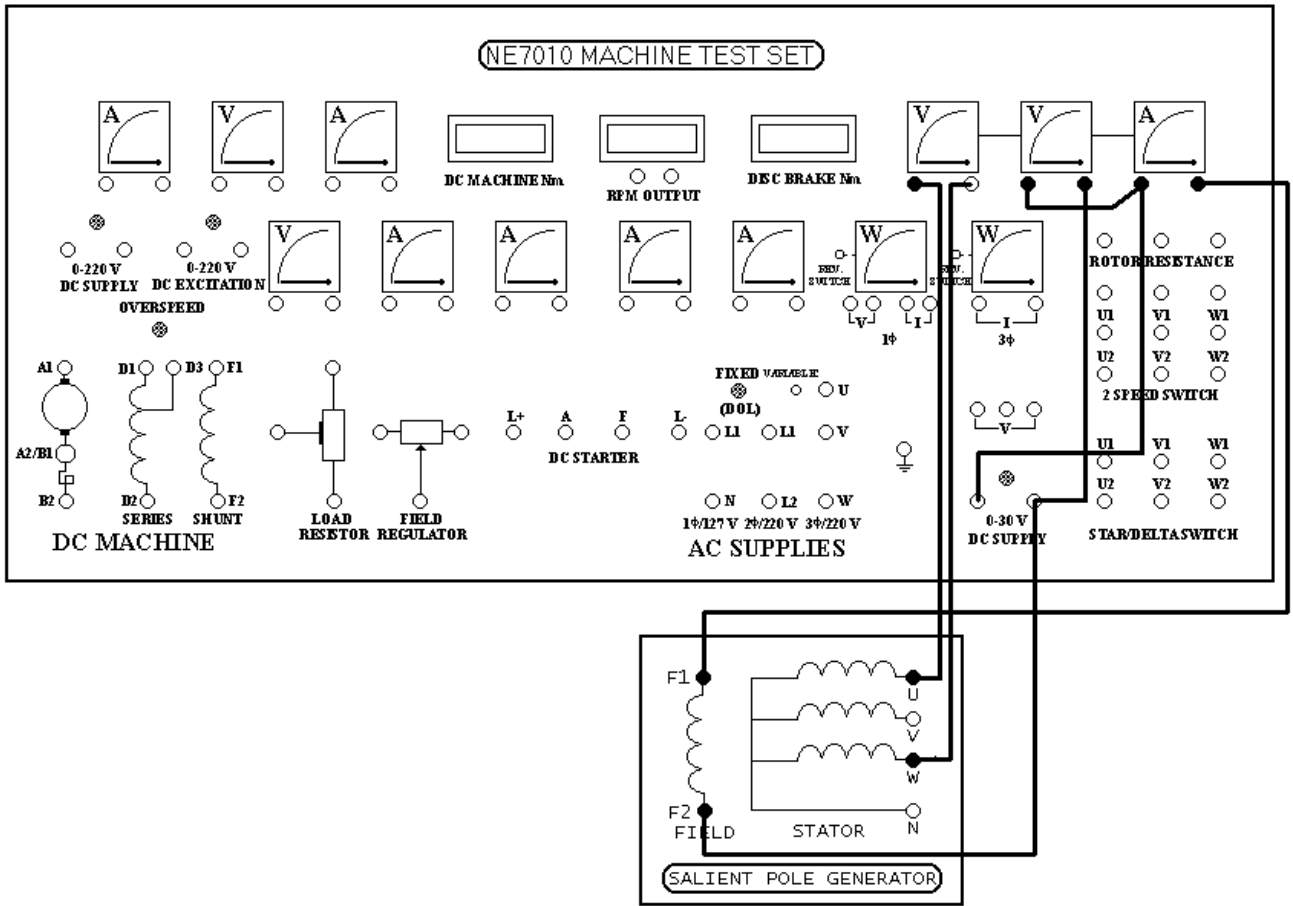 NE7010 MACHINE TEST SET
A V A V V A
DC MACHINE Nm
RPM OUTPUT
DISC BRAKE Nm
V A A A A W W
0-220 V
DC SUPPLY
0-220 V
DC EXCITATION
OVERSPEED
REV.
SWITCH
REV.
SWITCH
V I
1Φ
I
3Φ
ROTOR RESISTANCE
U1 V1 W1
U2 V2 W2
2 SPEED SWITCH
A1
A2/B1
B2
D1 D3 F1
D2 F2
SERIES SHUNT
DC MACHINE
LOAD
RESISTOR
FIELD
REGULATOR
L+ A F L-
DC STARTER
FIXED VARIABLE
(DOL)
U
L1 L1 V
N L2 W
1Φ/127 V 2Φ/220 V 3Φ/220 V
AC SUPPLIES
V
0-30 V
DC SUPPLY
U1 V1 W1
U2 V2 W2
STAR/DELTA SWITCH
F1
U
V
W
F2
N
FIELD STATOR
SALIENT POLE GENERATOR